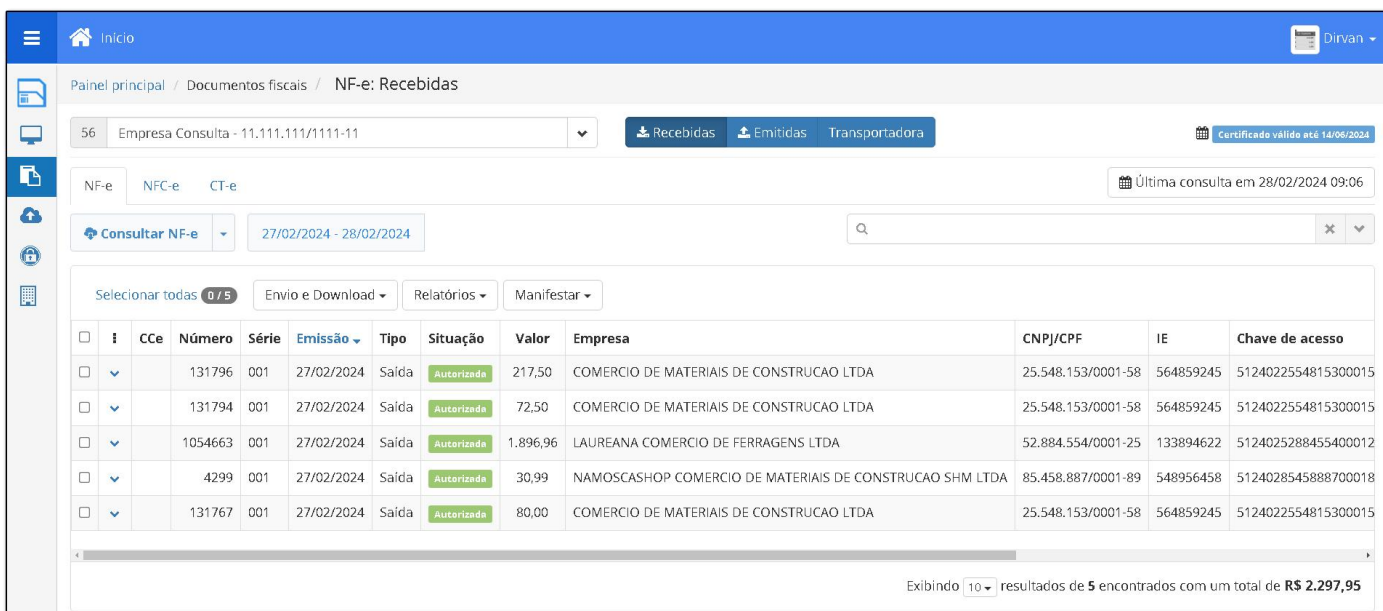 Início Dirvan
Painel principal / Documentos fiscais / NF-e: Recebidas
56 Empresa Consulta - 11.111.111/1111-11 Recebidas Emitidas Transportadora Certificado válido até 14/06/2024
NF-e NFC-e CT-e Última consulta em 28/02/2024 09:06
Consultar NF-e 27/02/2024 - 28/02/2024
Selecionar todas 0 / 5 Envio e Download Relatórios Manifestar
CCe Número Série Emissão Tipo Situação Valor Empresa CNPJ/CPF IE Chave de acesso
131796 001 27/02/2024 Saída Autorizada 217,50 COMERCIO DE MATERIAIS DE CONSTRUCAO LTDA 25.548.153/0001-58 564859245 5124022554815300015
131794 001 27/02/2024 Saída Autorizada 72,50 COMERCIO DE MATERIAIS DE CONSTRUCAO LTDA 25.548.153/0001-58 564859245 5124022554815300015
1054663 001 27/02/2024 Saída Autorizada 1.896,96 LAUREANA COMERCIO DE FERRAGENS LTDA 52.884.554/0001-25 133894622 5124025288455400012
4299 001 27/02/2024 Saída Autorizada 30,99 NAMOSCASHOP COMERCIO DE MATERIAIS DE CONSTRUCAO SHM LTDA 85.458.887/0001-89 548956458 5124028545888700018
131767 001 27/02/2024 Saída Autorizada 80,00 COMERCIO DE MATERIAIS DE CONSTRUCAO LTDA 25.548.153/0001-58 564859245 5124022554815300015
Exibindo 10 resultados de 5 encontrados com um total de R$ 2.297,95